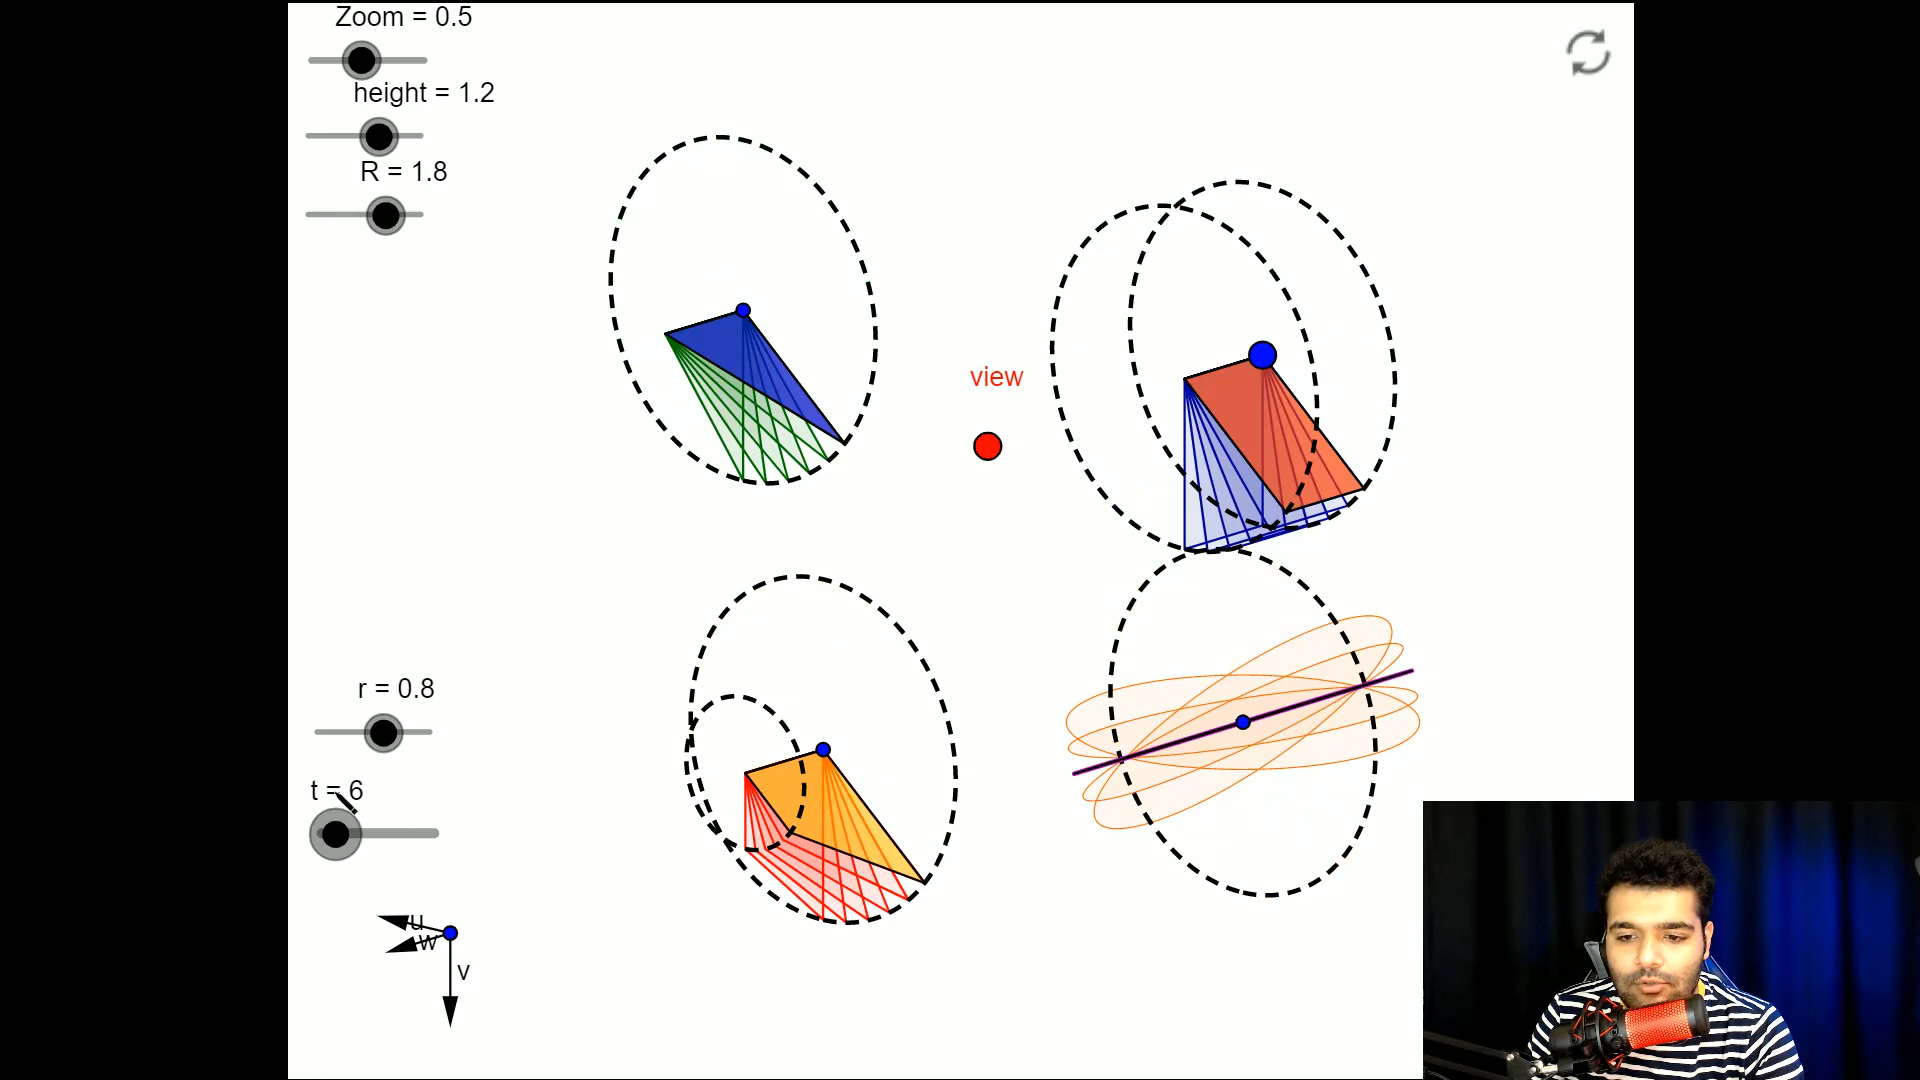 Zoom = 0.5
height = 1.2
R = 1.8
view
r = 0.8
t = 6
u
w
v